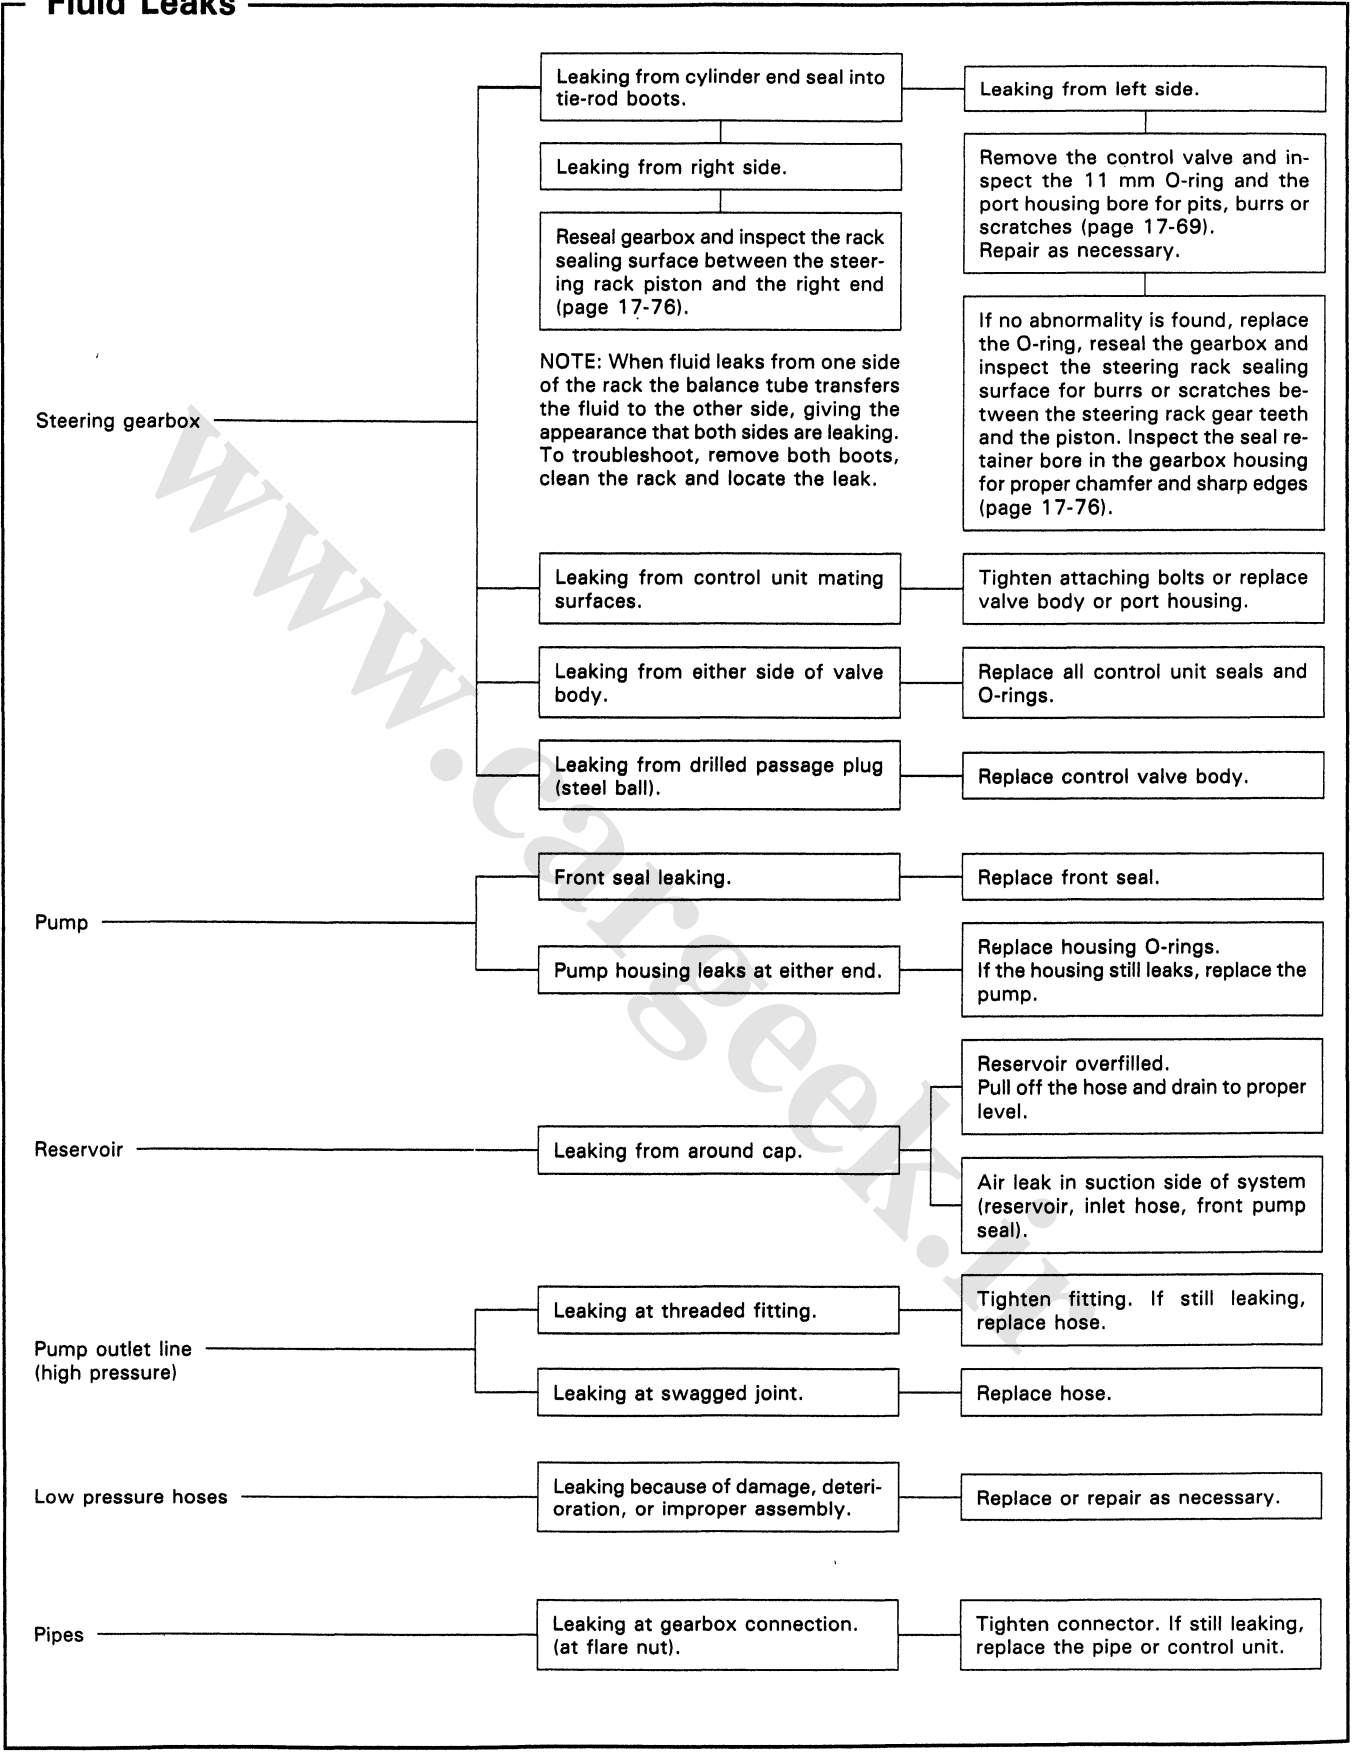 Fluid Leaks
Leaking from cylinder end seal into
tie-rod boots.
Leaking from left side.
Leaking from right side.
Remove the control valve and in-
spect the 11 mm O-ring and the
port housing bore for pits, burrs or
scratches (page 17-69).
Repair as necessary.
Reseal gearbox and inspect the rack
sealing surface between the steer-
ing rack piston and the right end
(page 17-76).
If no abnormality is found, replace
the O-ring, reseal the gearbox and
inspect the steering rack sealing
surface for burrs or scratches be-
tween the steering rack gear teeth
and the piston. Inspect the seal re-
tainer bore in the gearbox housing
for proper chamfer and sharp edges
(page 17-76).
NOTE: When fluid leaks from one side
of the rack the balance tube transfers
the fluid to the other side, giving the
appearance that both sides are leaking.
To troubleshoot, remove both boots,
clean the rack and locate the leak.
Steering gearbox
Leaking from control unit mating
surfaces.
Tighten attaching bolts or replace
valve body or port housing.
Leaking from either side of valve
body.
Replace all control unit seals and
O-rings.
Leaking from drilled passage plug
(steel ball).
Replace control valve body.
Pump
Front seal leaking.
Replace front seal.
Pump housing leaks at either end.
Replace housing O-rings.
If the housing still leaks, replace the
pump.
Reservoir
Leaking from around cap.
Reservoir overfilled.
Pull off the hose and drain to proper
level.
Air leak in suction side of system
(reservoir, inlet hose, front pump
seal).
Pump outlet line
(high pressure)
Leaking at threaded fitting.
Tighten fitting. If still leaking,
replace hose.
Leaking at swagged joint.
Replace hose.
Low pressure hoses
Leaking because of damage, deteri-
oration, or improper assembly.
Replace or repair as necessary.
Pipes
Leaking at gearbox connection.
(at flare nut).
Tighten connector. If still leaking,
replace the pipe or control unit.
www.cargeek.ir